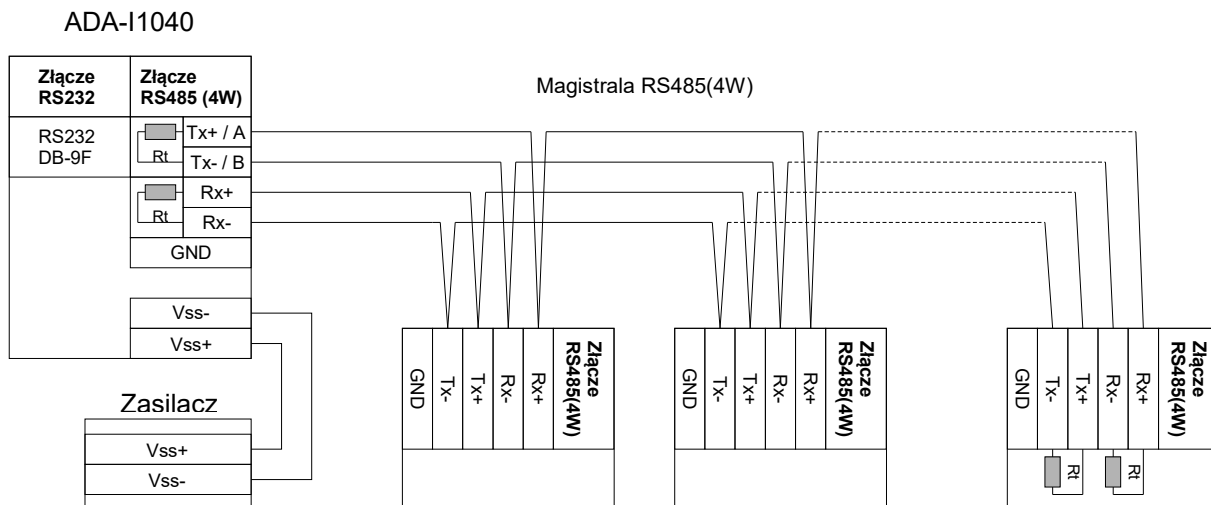 ADA-I1040
Złącze
RS232
Złącze
RS485 (4W)
Magistrala RS485(4W)
RS232
DB-9F
Rt
Tx+ / A
Tx- / B
Rt
Rx+
Rx-
GND
Vss-
Vss+
Zasilacz
Vss+
Vss-
GND
Tx-
Tx+
Rx-
Rx+
Złącze
RS485(4W)
GND
Tx-
Tx+
Rx-
Rx+
Złącze
RS485(4W)
GND
Tx-
Tx+
Rx-
Rx+
Złącze
RS485(4W)
Rt
Rt